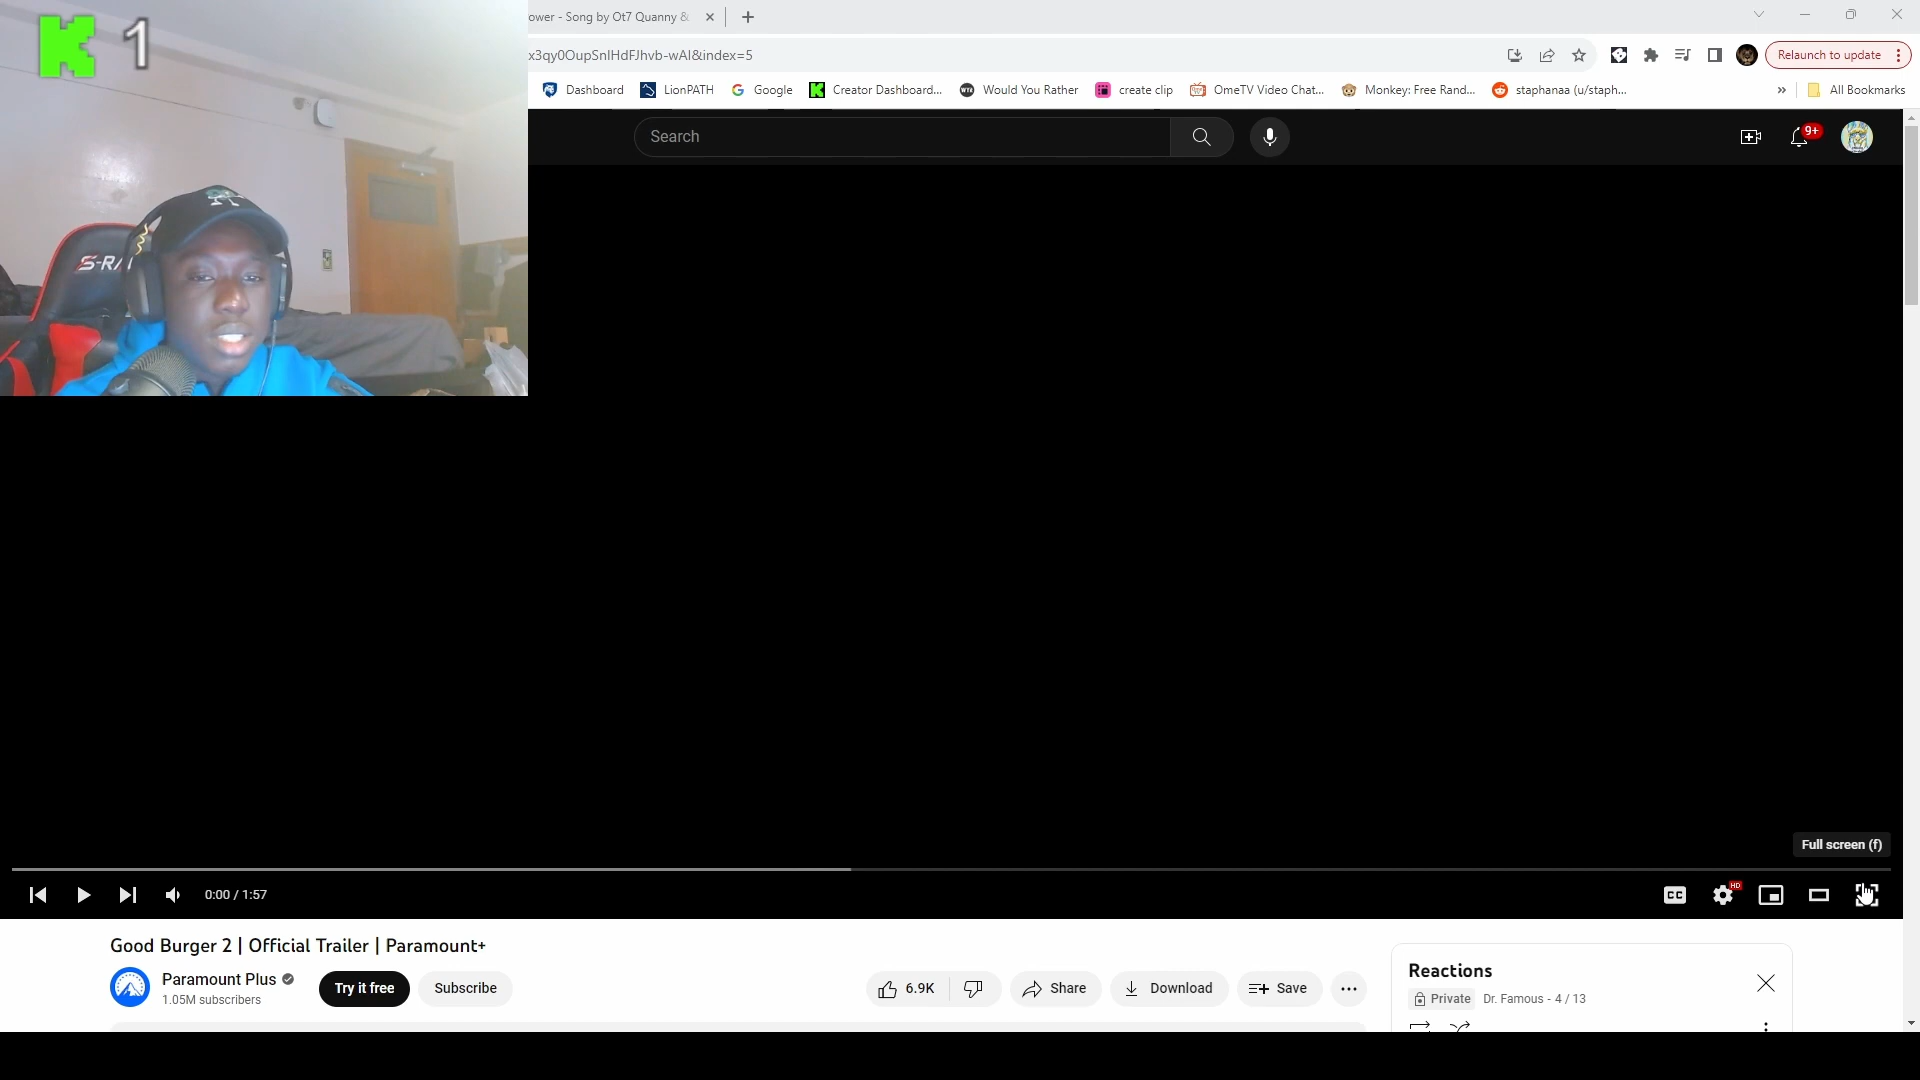 K 1
ower - Song by Ot7 Quanny &
x3qy0OupSnIHdFJhvb-wAI&index=5
Relaunch to update
Dashboard
LionPATH
Google
Creator Dashboard...
Would You Rather
create clip
OmeTV Video Chat...
Monkey: Free Rand...
staphanaa (u/staph...
»
All Bookmarks
Search
9+
S-RA
Full screen (f)
0:00 / 1:57
CC
HD
Good Burger 2 | Official Trailer | Paramount+
Paramount Plus
1.05M subscribers
Try it free
Subscribe
6.9K
Share
Download
Save
Reactions
Private
Dr. Famous - 4 / 13